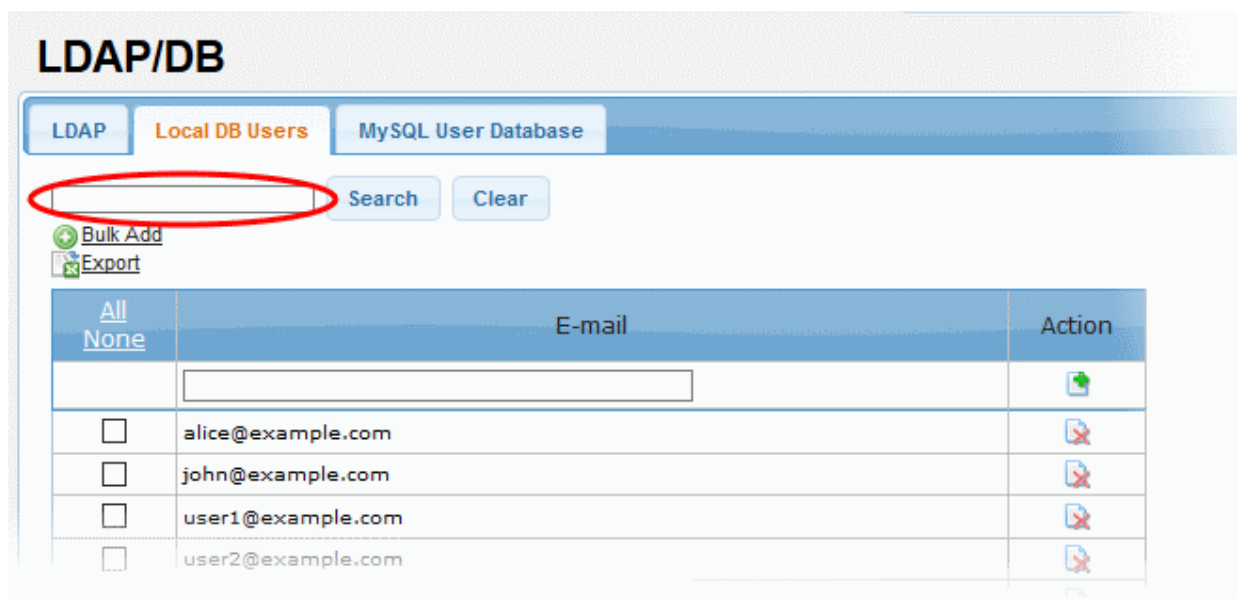 LDAP/DB
LDAP Local DB Users MySQL User Database
Search Clear
Bulk Add
Export
All
None
E-mail Action
alice@example.com
john@example.com
user1@example.com
user2@example.com